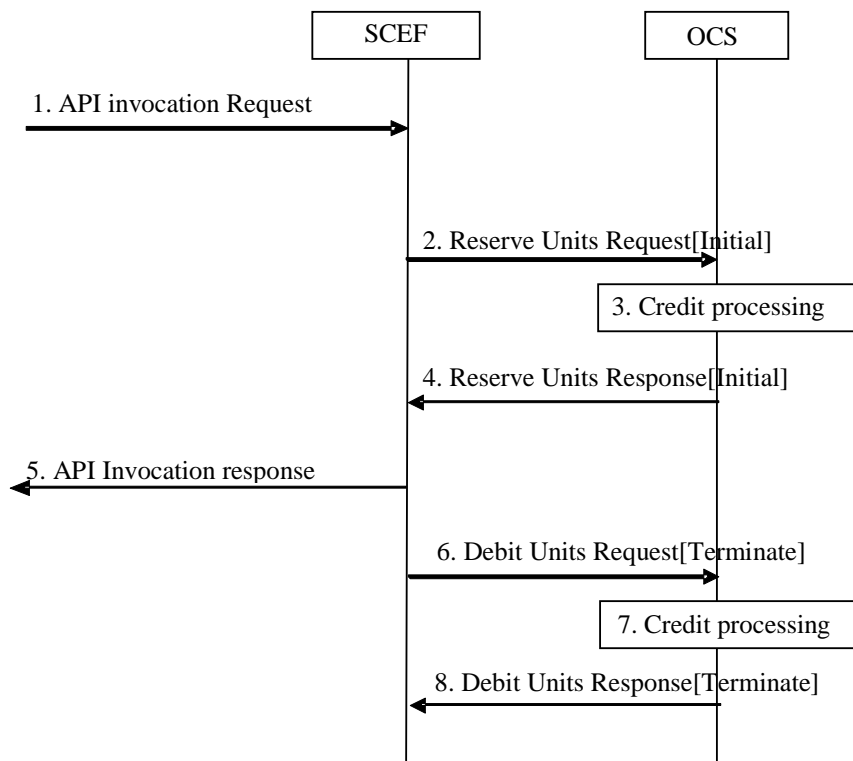 SCEF
OCS
1. API invocation Request
2. Reserve Units Request[Initial]
3. Credit processing
4. Reserve Units Response[Initial]
5. API Invocation response
6. Debit Units Request[Terminate]
7. Credit processing
8. Debit Units Response[Terminate]